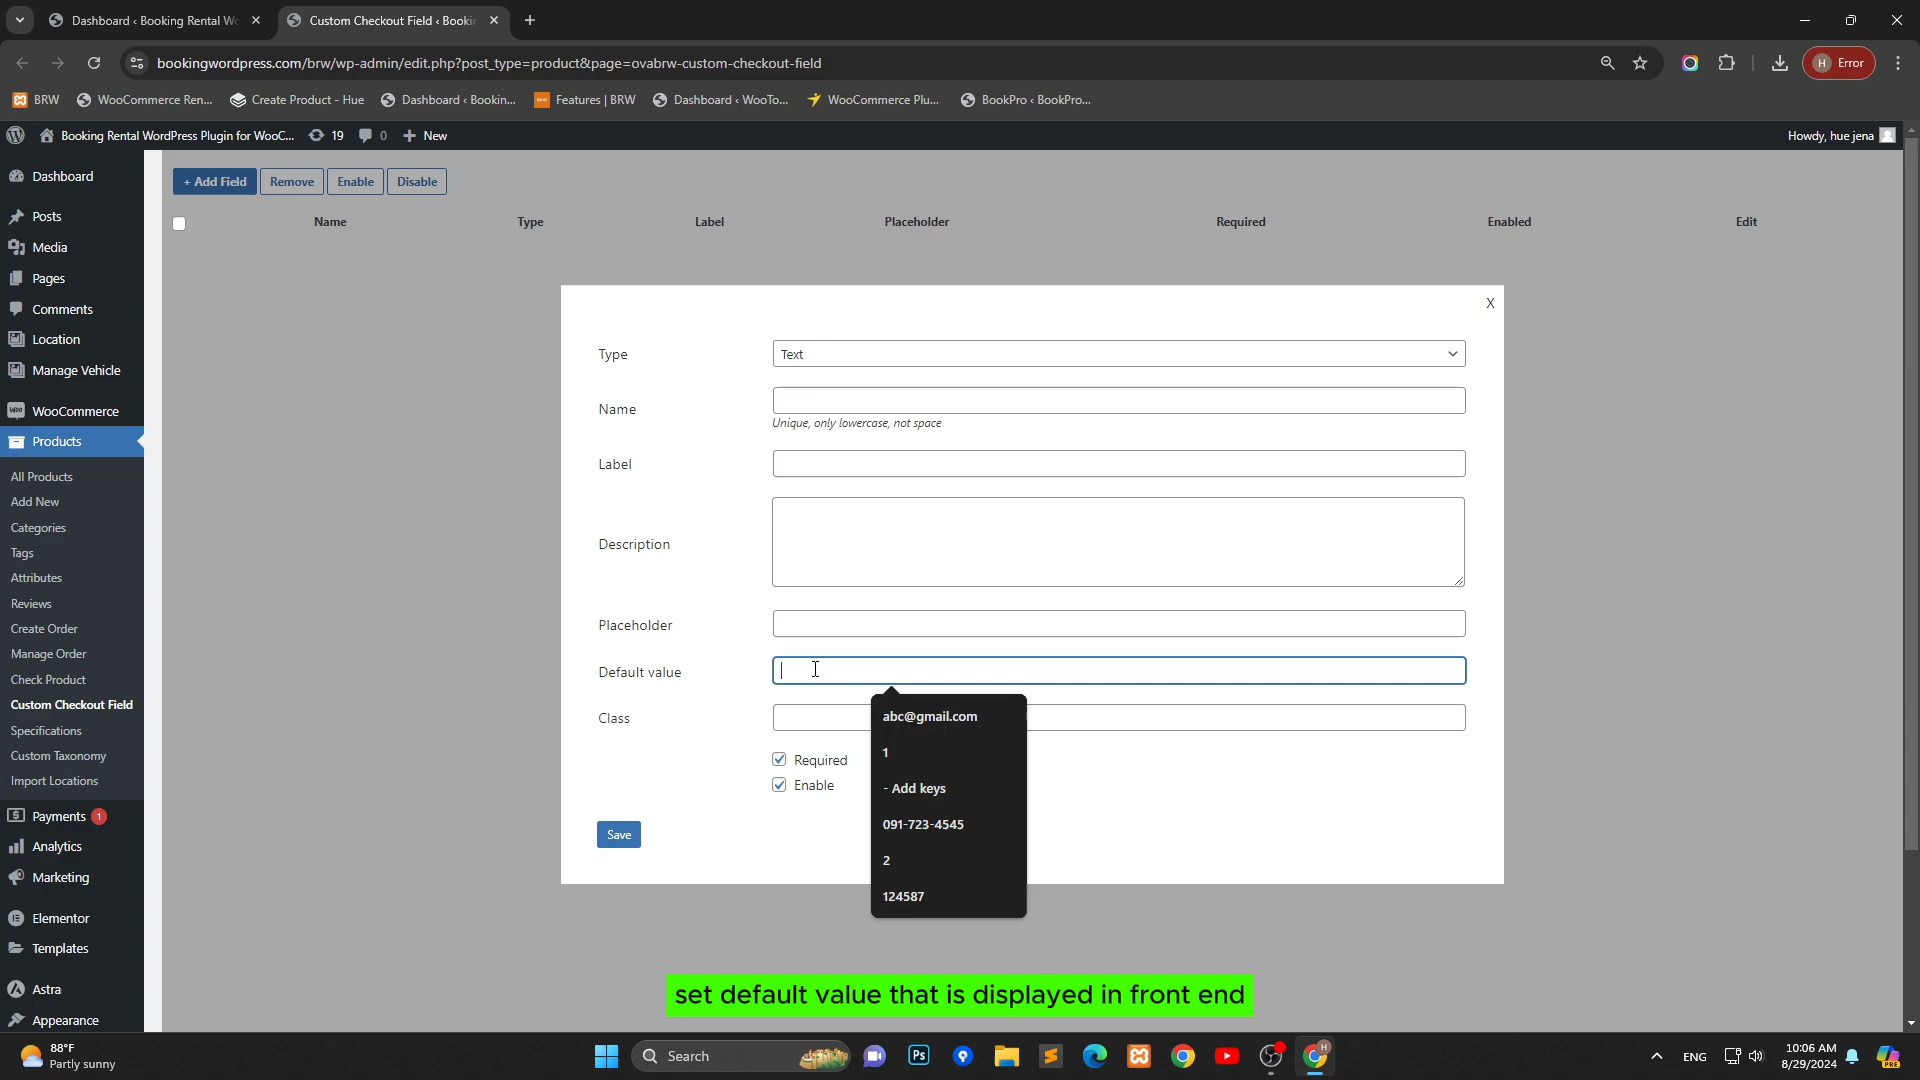 Dashboard ‹ Booking Rental W
Custom Checkout Field ‹ Booki
bookingwordpress.com/brw/wp-admin/edit.php?post_type=product&page=ovabrw-custom-checkout-field
H Error
BRW
WooCommerce Ren...
Create Product - Hue
Dashboard ‹ Bookin...
Features | BRW
Dashboard ‹ WooTo...
WooCommerce Plu...
BookPro ‹ BookPro...
Booking Rental WordPress Plugin for WooC...
19
0
New
Howdy, hue jena
Dashboard
Posts
Media
Pages
Comments
Location
Manage Vehicle
WooCommerce
Products
All Products
Add New
Categories
Tags
Attributes
Reviews
Create Order
Manage Order
Check Product
Custom Checkout Field
Specifications
Custom Taxonomy
Import Locations
Payments 1
Analytics
Marketing
Elementor
Templates
Astra
Appearance
+ Add Field
Remove
Enable
Disable
Name
Type
Label
Placeholder
Required
Enabled
Edit
X
Type
Text
Name
Unique, only lowercase, not space
Label
Description
Placeholder
Default value
Class
Required
Enable
Save
abc@gmail.com
1
- Add keys
091-723-4545
2
124587
set default value that is displayed in front end
88°F
Partly sunny
Search
Ps
ENG
10:06 AM
8/29/2024
PRE